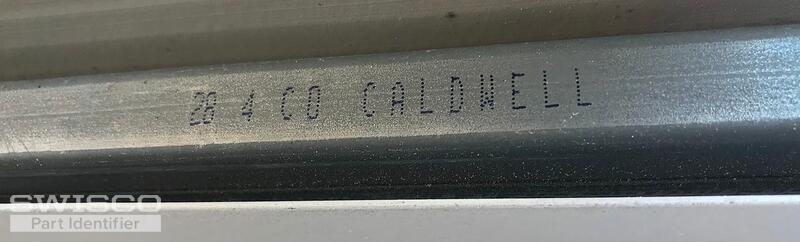 28 4 CO CALDWELL
SWISCO
Part Identifier